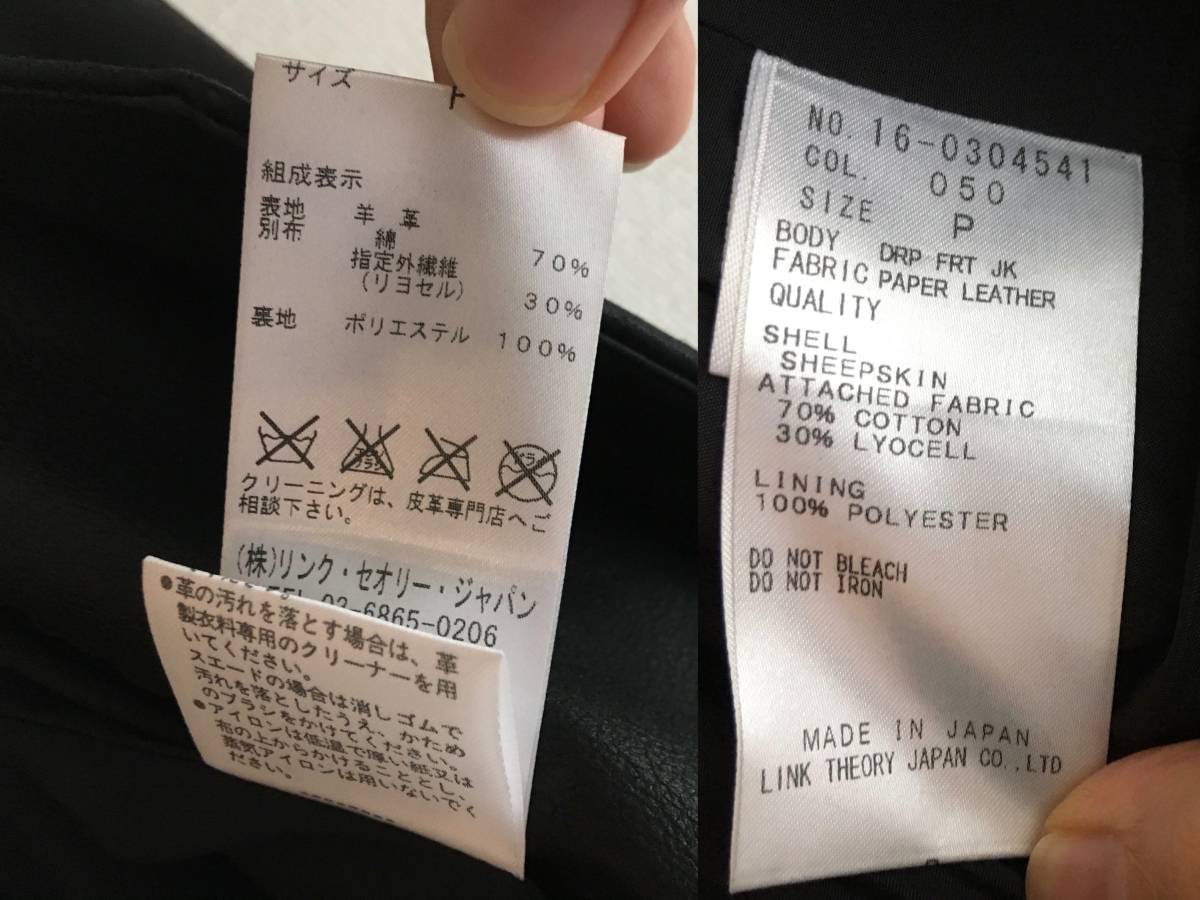 サイズ
組成表示
表地 羊 革
別布 綿 70%
指定外繊維
(リヨセル) 30%
裏地 ポリエステル 100%
ブラシ
ドライ
クリーニングは、皮革専門店へご
相談下さい。
(株)リンク・セオリー・ジャパン
TEL 03-6865-0206
●革の汚れを落とす場合は、革
製衣料専用のクリーナーを用
いてください。
スエードの場合は消しゴムで
汚れを落としたうえ、かため
のブラシをかけてください。
●アイロンは低温で厚い紙又は
布の上からかけることとし、
蒸気アイロンは用いないでく
ださい。
NO. 16-0304541
COL. 050
SIZE P
BODY DRP FRT JK
FABRIC PAPER LEATHER
QUALITY
SHELL
SHEEPSKIN
ATTACHED FABRIC
70% COTTON
30% LYOCELL
LINING
100% POLYESTER
DO NOT BLEACH
DO NOT IRON
MADE IN JAPAN
LINK THEORY JAPAN CO.,LTD